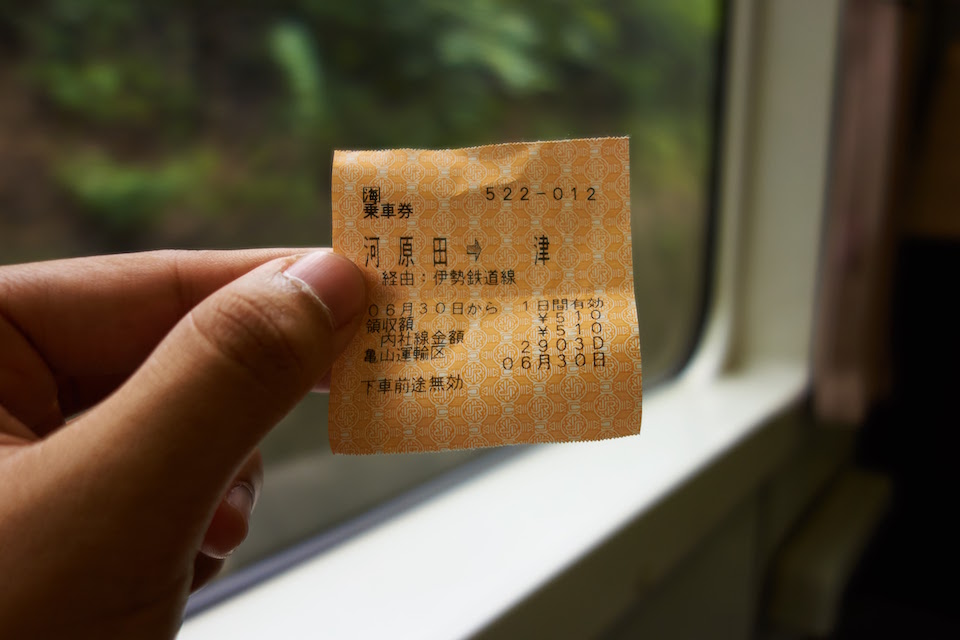 ㊥ 522-012
乗車券
河原田 ⇨ 津
経由：伊勢鉄道線
06月30日から 1日間有効
領収額 ¥510
内社線金額 ¥510
2903D
亀山運輸区 06月30日
下車前途無効